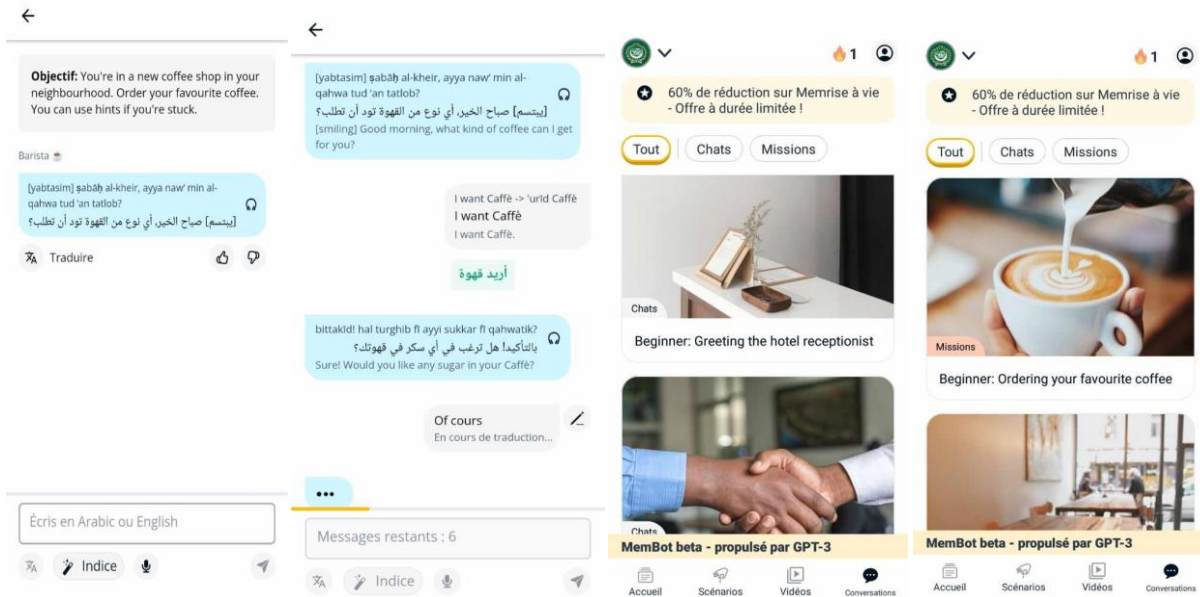 Objectif: You're in a new coffee shop in your
neighbourhood. Order your favourite coffee.
You can use hints if you're stuck.
Barista
[yabtasim] ṣabāḥ al-kheir, ayya naw' min al-
qahwa tud 'an tatlob?
[يبتسم] صباح الخير, أي نوع من القهوة تود أن تطلب؟
Traduire
Écris en Arabic ou English
Indice
[yabtasim] ṣabāḥ al-kheir, ayya naw' min al-
qahwa tud 'an tatlob?
[يبتسم] صباح الخير, أي نوع من القهوة تود أن تطلب؟
[smiling] Good morning, what kind of coffee can I get
for you?
I want Caffè -> 'urīd Caffè
I want Caffè
I want Caffè.
أريد قهوة
bittakīd! hal turghib fī ayyi sukkar fī qahwatik?
بالتأكيد! هل ترغب في أي سكر في قهوتك؟
Sure! Would you like any sugar in your Caffè?
Of cours
En cours de traduction...
Messages restants : 6
Indice
1
60% de réduction sur Memrise à vie
- Offre à durée limitée !
Tout
Chats
Missions
Chats
Beginner: Greeting the hotel receptionist
Chats
MemBot beta - propulsé par GPT-3
Accueil
Scénarios
Vidéos
Conversations
1
60% de réduction sur Memrise à vie
- Offre à durée limitée !
Tout
Chats
Missions
Missions
Beginner: Ordering your favourite coffee
MemBot beta - propulsé par GPT-3
Accueil
Scénarios
Vidéos
Conversations